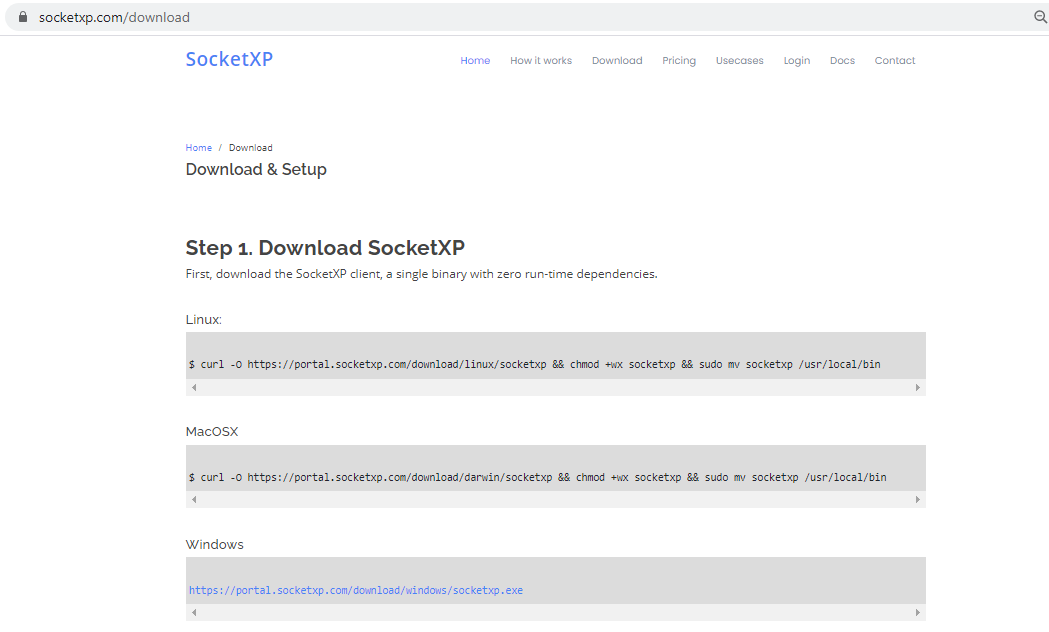 socketxp.com/download
SocketXP
Home How it works Download Pricing Usecases Login Docs Contact
Home / Download
Download & Setup
Step 1. Download SocketXP
First, download the SocketXP client, a single binary with zero run-time dependencies.
Linux:
$ curl -O https://portal.socketxp.com/download/linux/socketxp && chmod +wx socketxp && sudo mv socketxp /usr/local/bin
MacOSX
$ curl -O https://portal.socketxp.com/download/darwin/socketxp && chmod +wx socketxp && sudo mv socketxp /usr/local/bin
Windows
https://portal.socketxp.com/download/windows/socketxp.exe